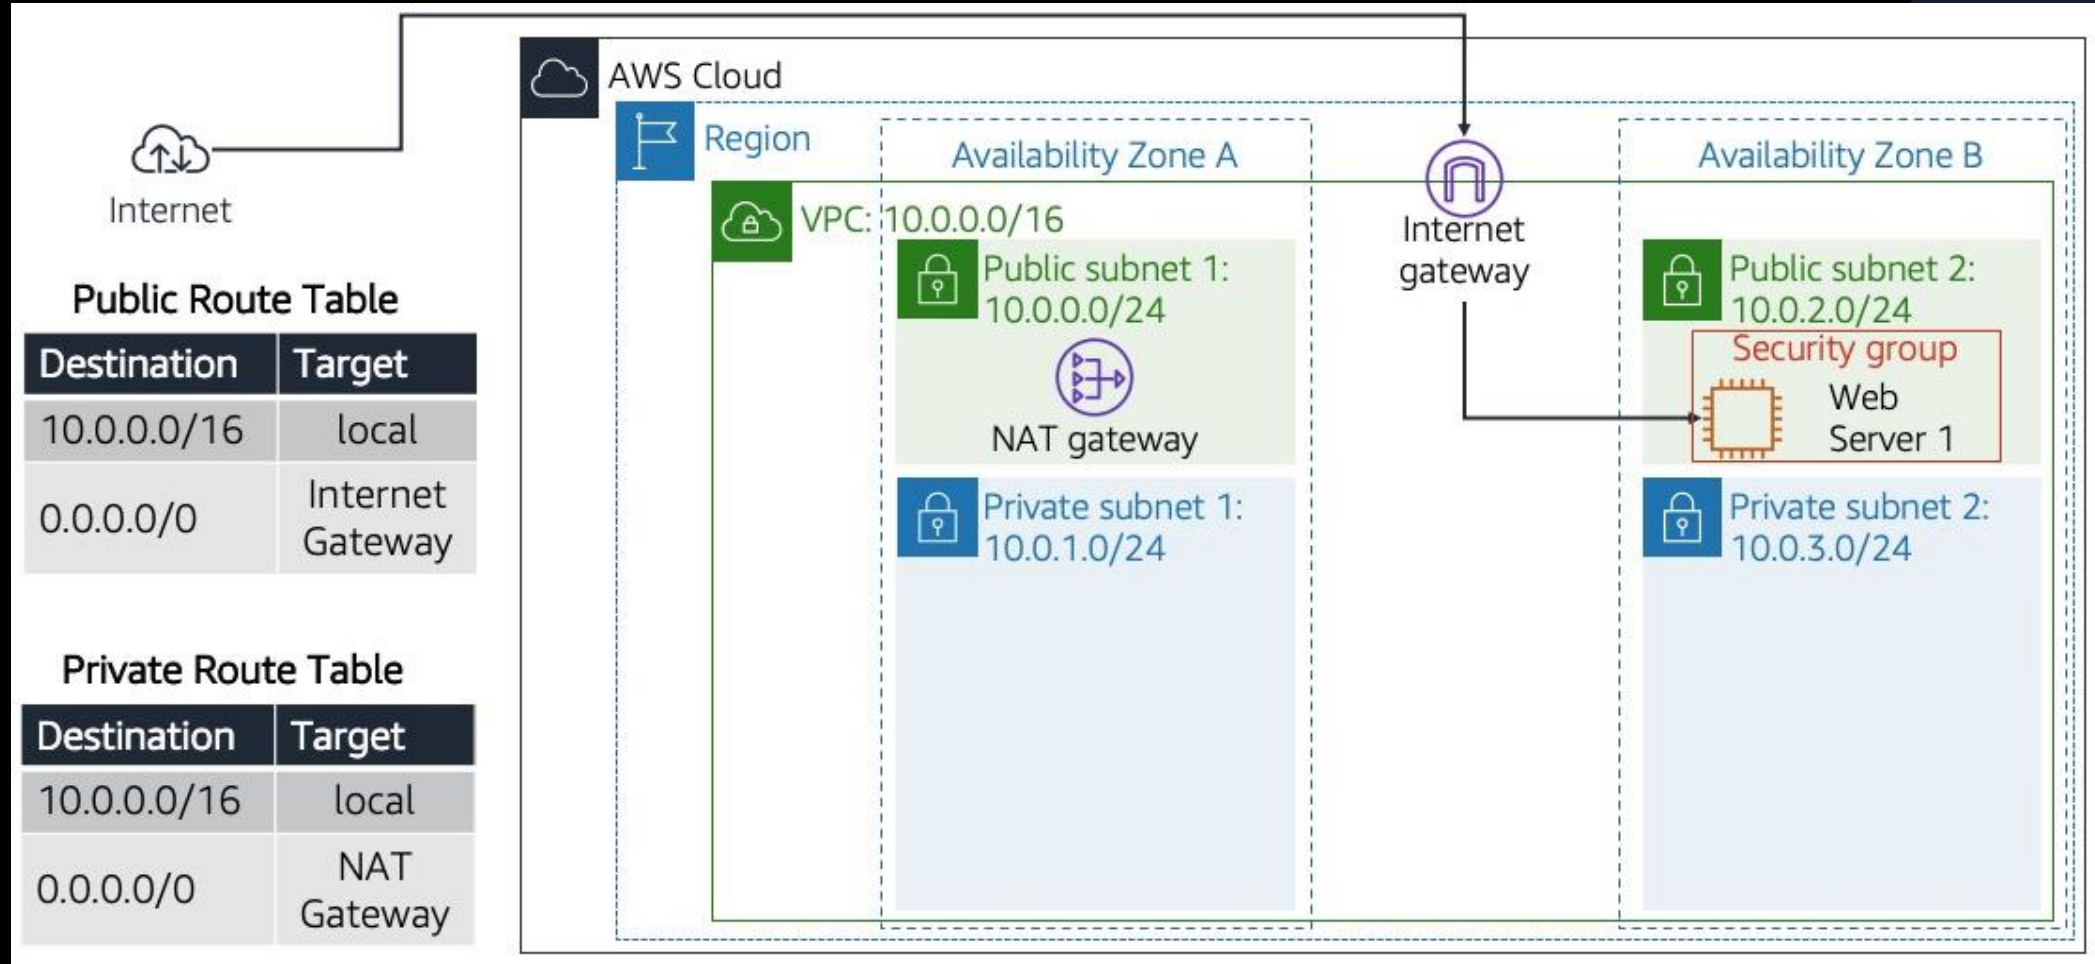 AWS Cloud
Region
Availability Zone A
Availability Zone B
Internet
VPC: 10.0.0.0/16
Internet
gateway
Public subnet 1:
10.0.0.0/24
NAT gateway
Public subnet 2:
10.0.2.0/24
Security group
Web
Server 1
Private subnet 1:
10.0.1.0/24
Private subnet 2:
10.0.3.0/24
Public Route Table
Destination Target
10.0.0.0/16 local
0.0.0.0/0 Internet
Gateway
Private Route Table
Destination Target
10.0.0.0/16 local
0.0.0.0/0 NAT
Gateway